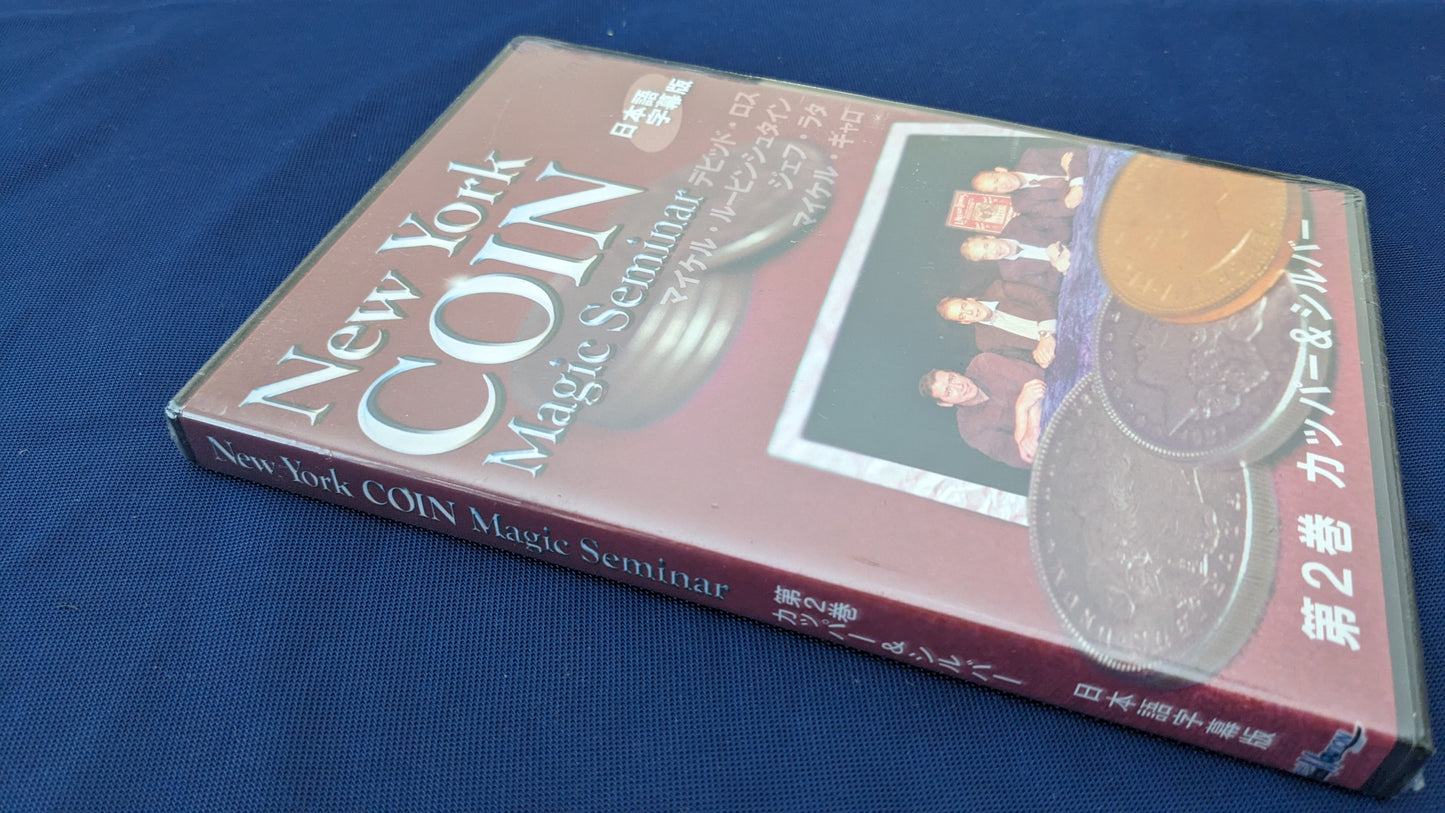 New York
COIN
Magic Seminar
日本語
字幕版
デビッド・ロス
マイケル・ルービンシュタイン
ジェフ・ラタ
マイケル・ギャロ
第2巻 カッパー&シルバー
New York COIN Magic Seminar
第2巻
カッパー&シルバー
日本語字幕版